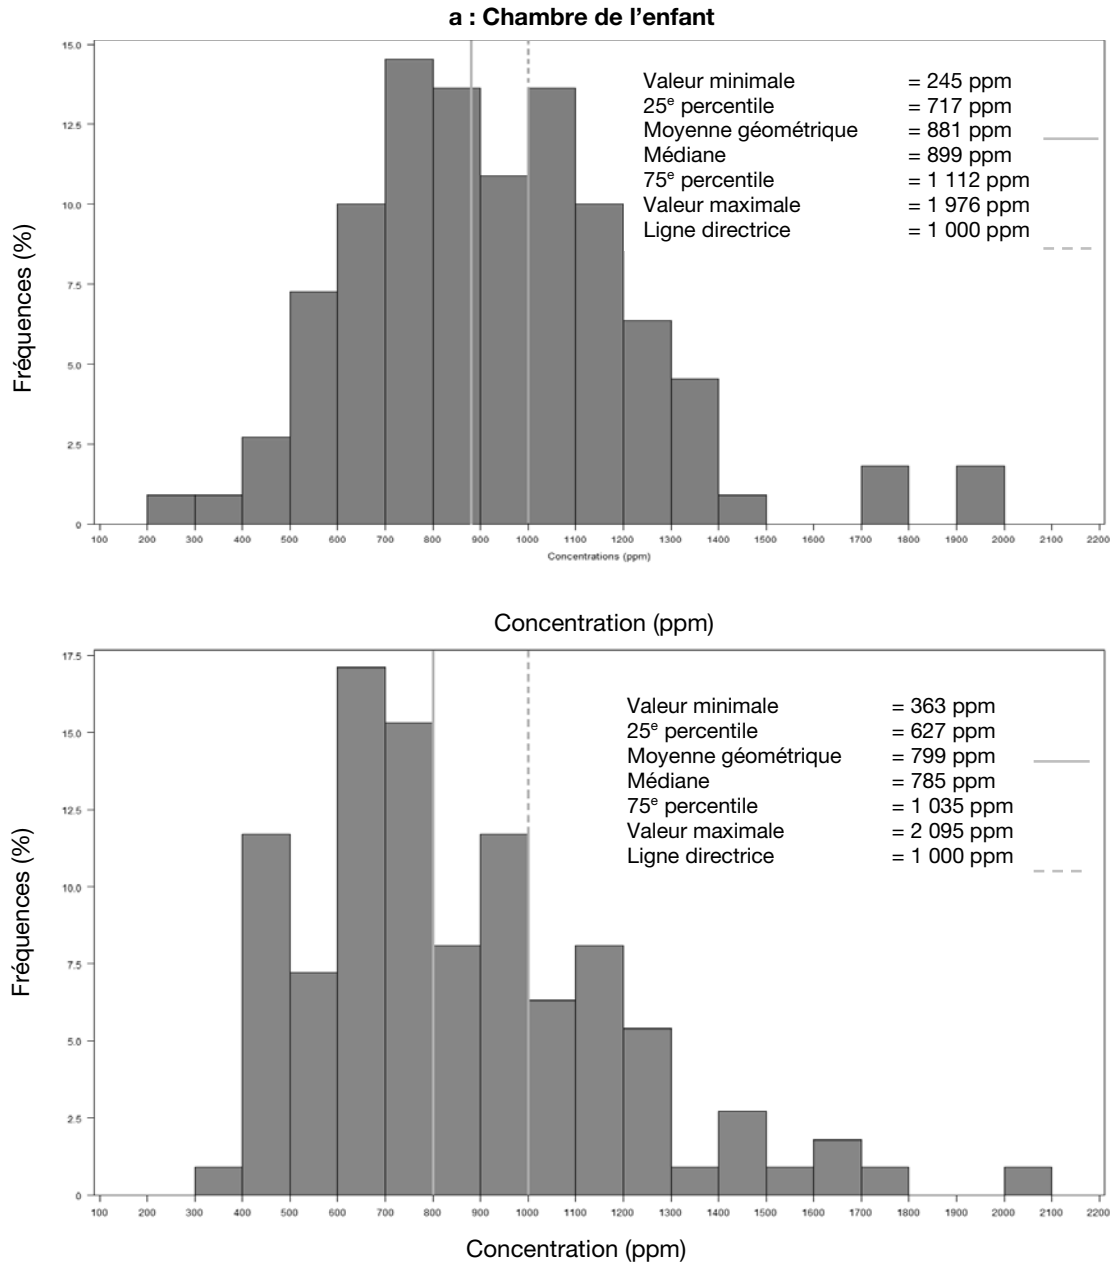 a : Chambre de l’enfant
15.0
12.5
10.0
7.5
5.0
2.5
0
Fréquences (%)
Valeur minimale = 245 ppm
25e percentile = 717 ppm
Moyenne géométrique = 881 ppm
Médiane = 899 ppm
75e percentile = 1 112 ppm
Valeur maximale = 1 976 ppm
Ligne directrice = 1 000 ppm
100 200 300 400 500 600 700 800 900 1000 1100 1200 1300 1400 1500 1600 1700 1800 1900 2000 2100 2200
Concentrations (ppm)
Concentration (ppm)
17.5
15.0
12.5
10.0
7.5
5.0
2.5
0
Fréquences (%)
Valeur minimale = 363 ppm
25e percentile = 627 ppm
Moyenne géométrique = 799 ppm
Médiane = 785 ppm
75e percentile = 1 035 ppm
Valeur maximale = 2 095 ppm
Ligne directrice = 1 000 ppm
100 200 300 400 500 600 700 800 900 1000 1100 1200 1300 1400 1500 1600 1700 1800 1900 2000 2100 2200
Concentration (ppm)